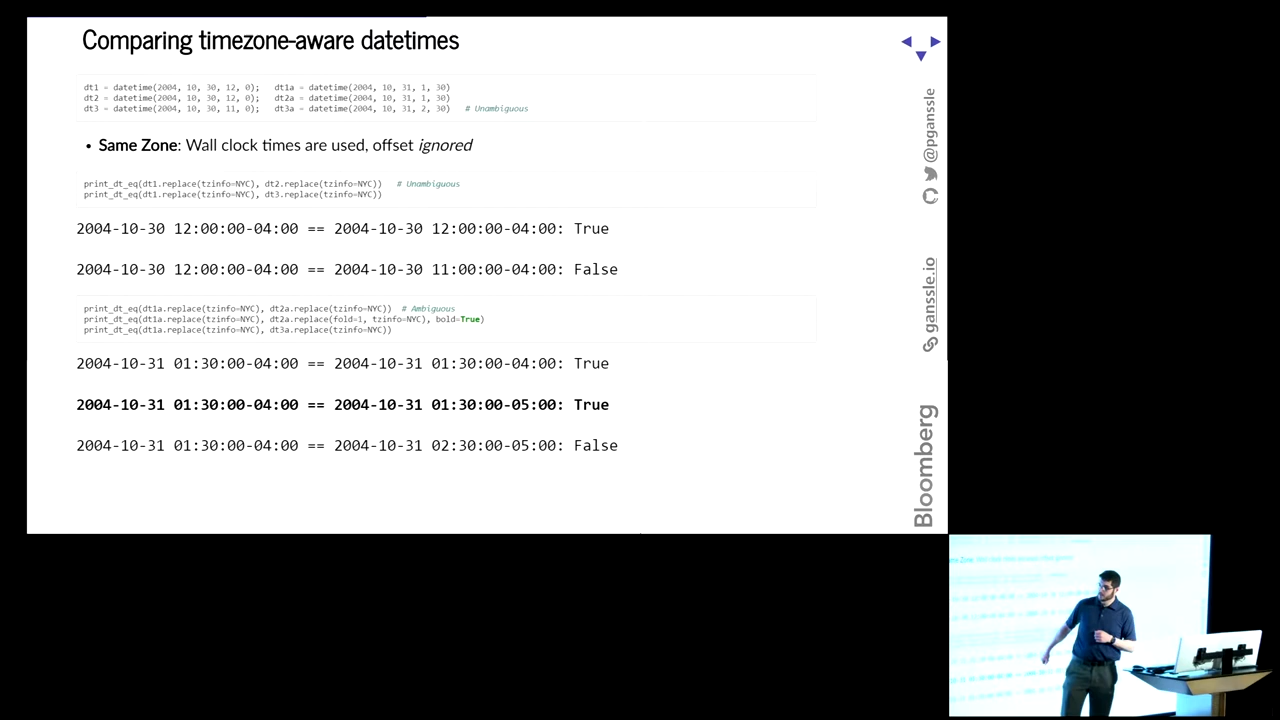 Comparing timezone-aware datetimes
dt1 = datetime(2004, 10, 30, 12, 0);   dt1a = datetime(2004, 10, 31, 1, 30)
dt2 = datetime(2004, 10, 30, 12, 0);   dt2a = datetime(2004, 10, 31, 1, 30)
dt3 = datetime(2004, 10, 30, 11, 0);   dt3a = datetime(2004, 10, 31, 2, 30)   # Unambiguous
• Same Zone: Wall clock times are used, offset ignored
print_dt_eq(dt1.replace(tzinfo=NYC), dt2.replace(tzinfo=NYC))   # Unambiguous
print_dt_eq(dt1.replace(tzinfo=NYC), dt3.replace(tzinfo=NYC))
2004-10-30 12:00:00-04:00 == 2004-10-30 12:00:00-04:00: True
2004-10-30 12:00:00-04:00 == 2004-10-30 11:00:00-04:00: False
print_dt_eq(dt1a.replace(tzinfo=NYC), dt2a.replace(tzinfo=NYC))  # Ambiguous
print_dt_eq(dt1a.replace(tzinfo=NYC), dt2a.replace(fold=1, tzinfo=NYC), bold=True)
print_dt_eq(dt1a.replace(tzinfo=NYC), dt3a.replace(tzinfo=NYC))
2004-10-31 01:30:00-04:00 == 2004-10-31 01:30:00-04:00: True
2004-10-31 01:30:00-04:00 == 2004-10-31 01:30:00-05:00: True
2004-10-31 01:30:00-04:00 == 2004-10-31 02:30:00-05:00: False
@pganssle
ganssle.io
Bloomberg